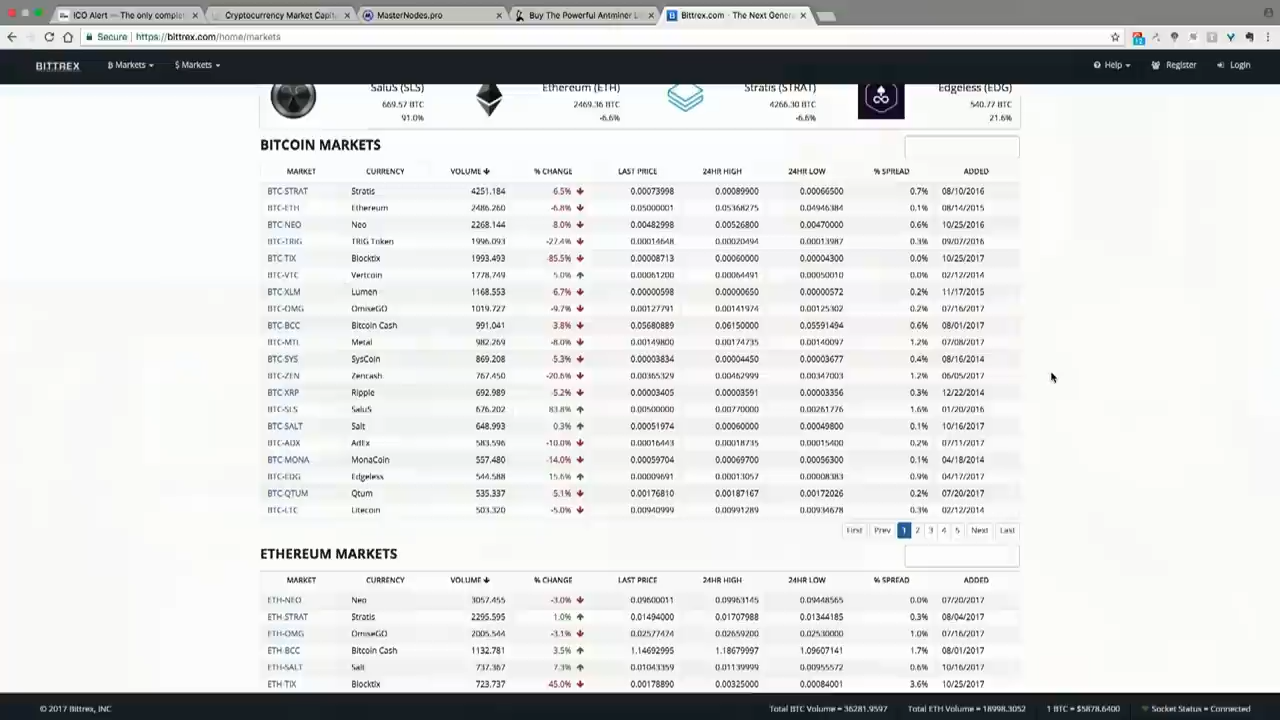 ICO Alert — The only comple
Cryptocurrency Market Capit
MasterNodes.pro
Buy The Powerful Antminer L
Bittrex.com - The Next Gener
Secure | https://bittrex.com/home/markets
BITTREX
B Markets
$ Markets
Help
Register
Login
SaluS (SLS) Ethereum (ETH) Stratis (STRAT) Edgeless (EDG)
669.57 BTC 2469.36 BTC 4266.30 BTC 540.77 BTC
91.0% -6.6% -6.6% 21.6%
BITCOIN MARKETS
MARKET CURRENCY VOLUME % CHANGE LAST PRICE 24HR HIGH 24HR LOW % SPREAD ADDED
BTC-STRAT Stratis 4251.184 -6.5% 0.00073998 0.00089900 0.00066500 0.7% 08/10/2016
BTC-ETH Ethereum 2486.260 -6.8% 0.05000001 0.05368275 0.04946384 0.1% 08/14/2015
BTC-NEO Neo 2268.144 -8.0% 0.00482998 0.00526800 0.00470000 0.6% 10/25/2016
BTC-TRIG TRIG Token 1996.093 -27.4% 0.00014648 0.00020494 0.00013987 0.3% 09/07/2016
BTC-TIX Blocktix 1993.493 -85.5% 0.00008713 0.00060000 0.00004300 0.0% 10/25/2017
BTC-VTC Vertcoin 1778.749 5.0% 0.00061200 0.00064491 0.00050010 0.0% 02/12/2014
BTC-XLM Lumen 1168.553 -6.7% 0.00000598 0.00000650 0.00000572 0.2% 11/17/2015
BTC-OMG OmiseGO 1019.727 -9.7% 0.00127791 0.00141974 0.00125302 0.2% 07/16/2017
BTC-BCC Bitcoin Cash 991.041 3.8% 0.05680889 0.06150000 0.05591494 0.6% 08/01/2017
BTC-MTL Metal 982.269 -8.0% 0.00149800 0.00174735 0.00140097 1.2% 07/08/2017
BTC-SYS SysCoin 869.208 -5.3% 0.00003834 0.00004450 0.00003677 0.4% 08/16/2014
BTC-ZEN Zencash 767.450 -20.6% 0.00365329 0.00462999 0.00347003 1.2% 06/05/2017
BTC-XRP Ripple 692.989 -5.2% 0.00003405 0.00003591 0.00003356 0.3% 12/22/2014
BTC-SLS SaluS 676.202 83.8% 0.00500000 0.00770000 0.00261776 1.6% 01/20/2016
BTC-SALT Salt 648.993 0.3% 0.00051974 0.00060000 0.00049800 0.1% 10/16/2017
BTC-ADX AdEx 583.596 -10.0% 0.00016443 0.00018735 0.00015400 0.2% 07/11/2017
BTC-MONA MonaCoin 557.480 -14.0% 0.00059704 0.00069700 0.00056300 0.1% 04/18/2014
BTC-EDG Edgeless 544.588 15.6% 0.00009691 0.00013057 0.00008383 0.9% 04/2017
BTC-QTUM Qtum 535.337 5.1% 0.00176810 0.00187167 0.00172026 0.2% 07/20/2017
BTC-LTC Litecoin 503.320 -5.0% 0.00940999 0.00991289 0.00934678 0.3% 02/12/2014
First Prev 1 2 3 4 5 Next Last
ETHEREUM MARKETS
MARKET CURRENCY VOLUME % CHANGE LAST PRICE 24HR HIGH 24HR LOW % SPREAD ADDED
ETH-NEO Neo 3057.455 -3.0% 0.09600011 0.09963145 0.09448565 0.0% 07/20/2017
ETH-STRAT Stratis 2295.595 1.0% 0.01494000 0.01707988 0.01344185 0.3% 08/04/2017
ETH-OMG OmiseGO 2005.544 -3.1% 0.02577474 0.02659200 0.02530000 1.0% 07/16/2017
ETH-BCC Bitcoin Cash 1132.781 3.5% 1.14692995 1.18679997 1.09607141 1.7% 08/01/2017
ETH-SALT Salt 737.367 7.3% 0.01043359 0.01139999 0.00955572 0.6% 10/16/2017
ETH-TIX Blocktix 723.737 45.0% 0.00178890 0.00325000 0.00084001 3.6% 10/25/2017
© 2017 Bittrex, INC
Total BTC Volume = 36281.9597
Total ETH Volume = 18998.3052
1 BTC = $5878.6400
Socket Status = Connected